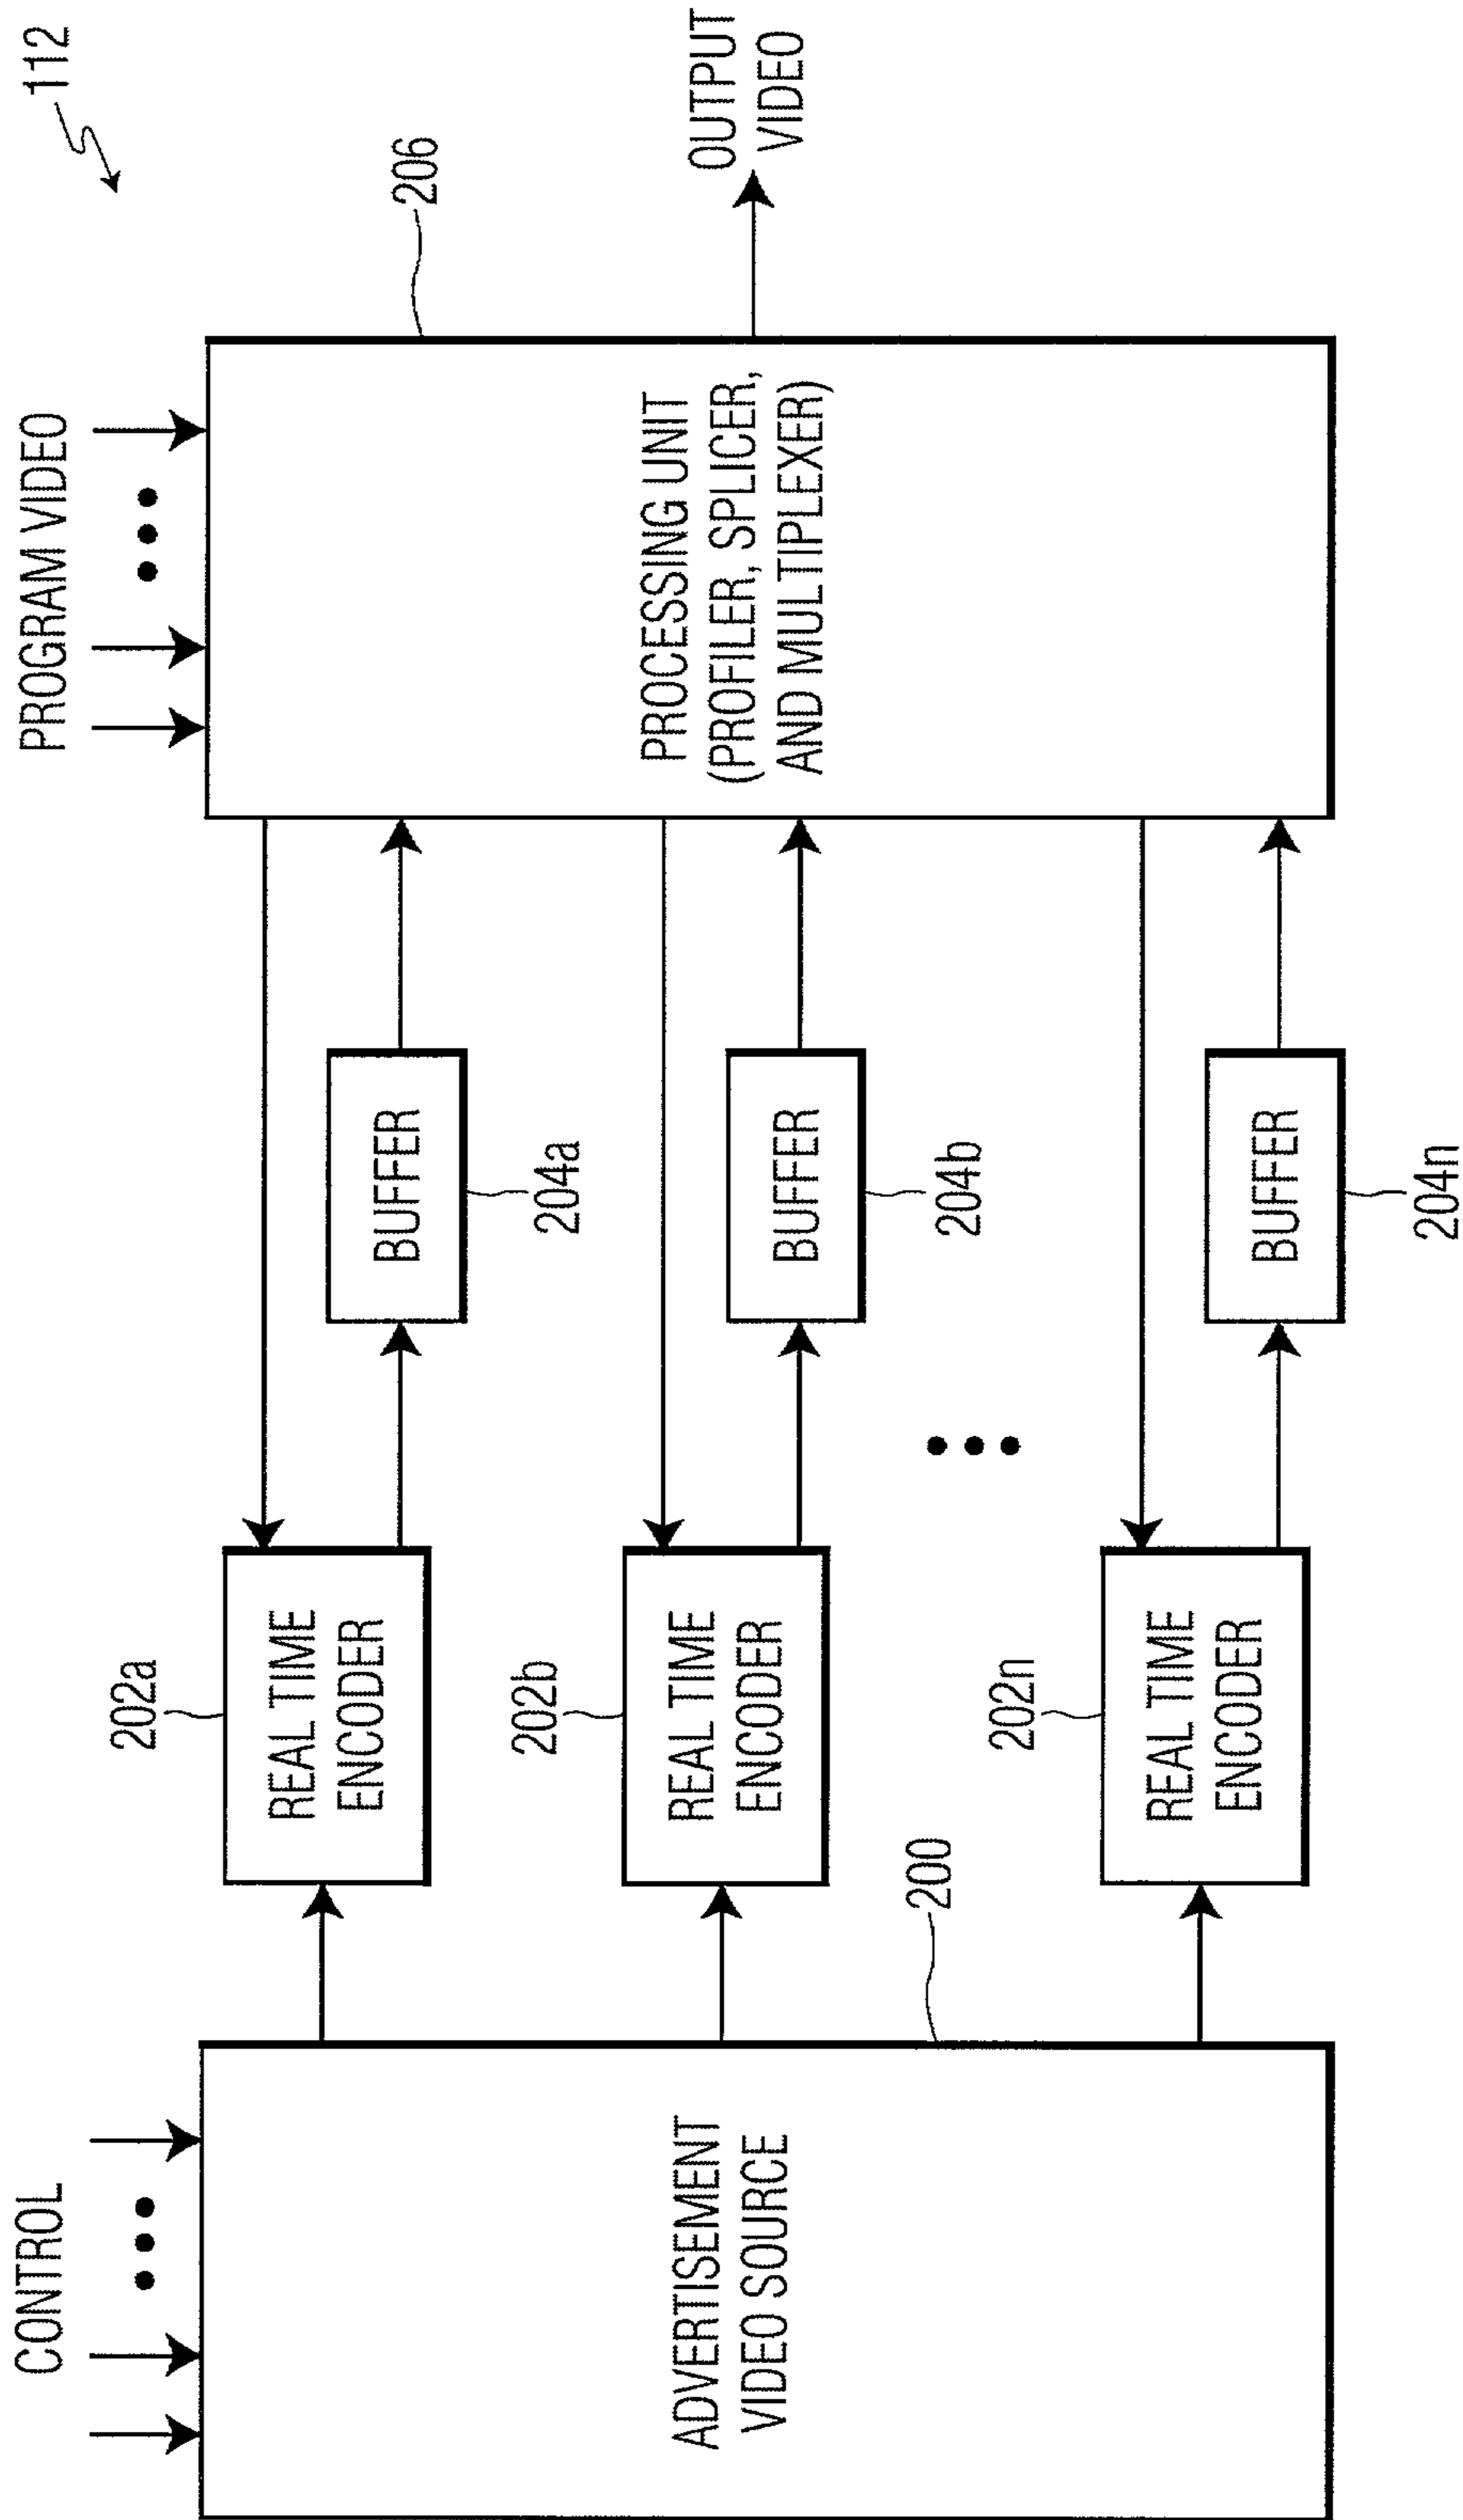 112
CONTROL
PROGRAM VIDEO
202a
206
REAL TIME
ENCODER
BUFFER
204a
202b
REAL TIME
ENCODER
BUFFER
204b
ADVERTISEMENT
VIDEO SOURCE
PROCESSING UNIT
(PROFILER, SPLICER,
AND MULTIPLEXER)
OUTPUT
VIDEO
200
202n
REAL TIME
ENCODER
BUFFER
204n